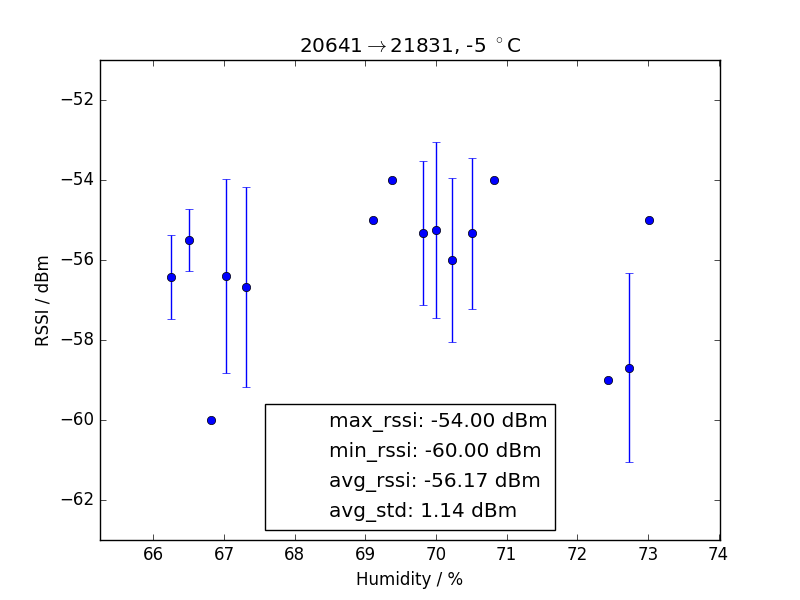 20641→21831, -5 °C
−52
−54
−56
−58
−60
−62
RSSI / dBm
max_rssi: -54.00 dBm
min_rssi: -60.00 dBm
avg_rssi: -56.17 dBm
avg_std: 1.14 dBm
66 67 68 69 70 71 72 73 74
Humidity / %